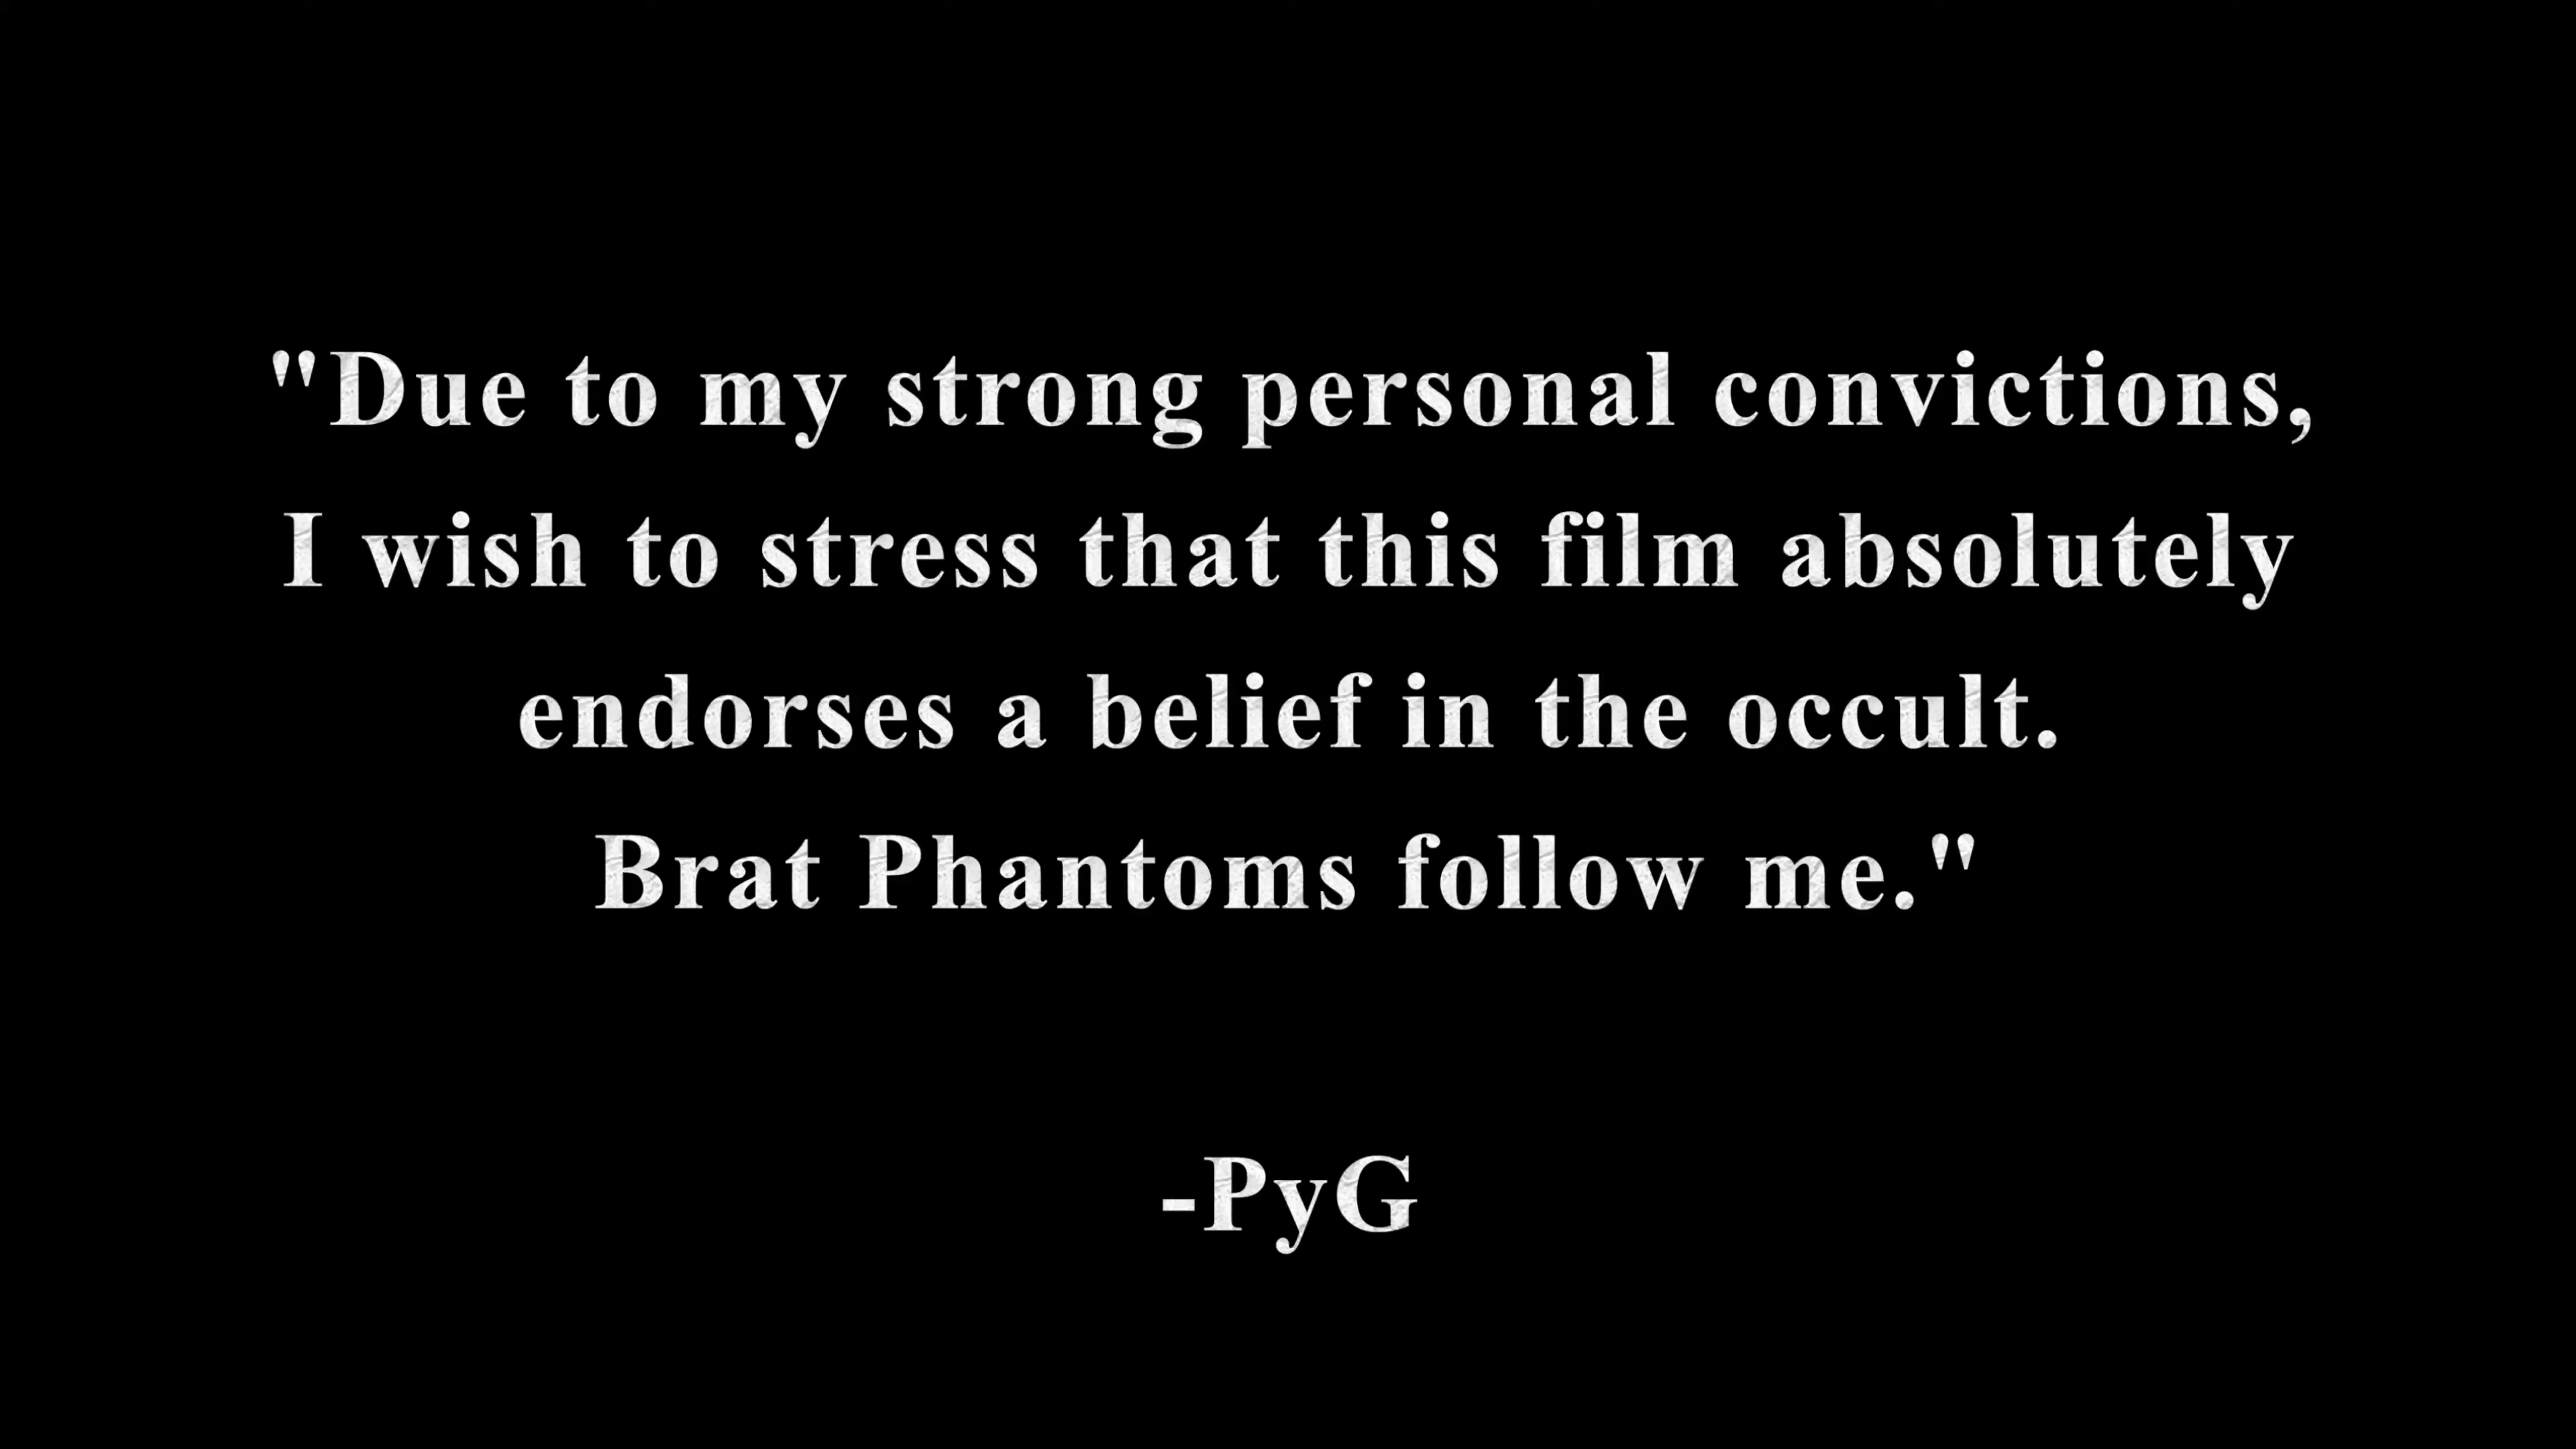 "Due to my strong personal convictions,
I wish to stress that this film absolutely
endorses a belief in the occult.
Brat Phantoms follow me."
-PyG